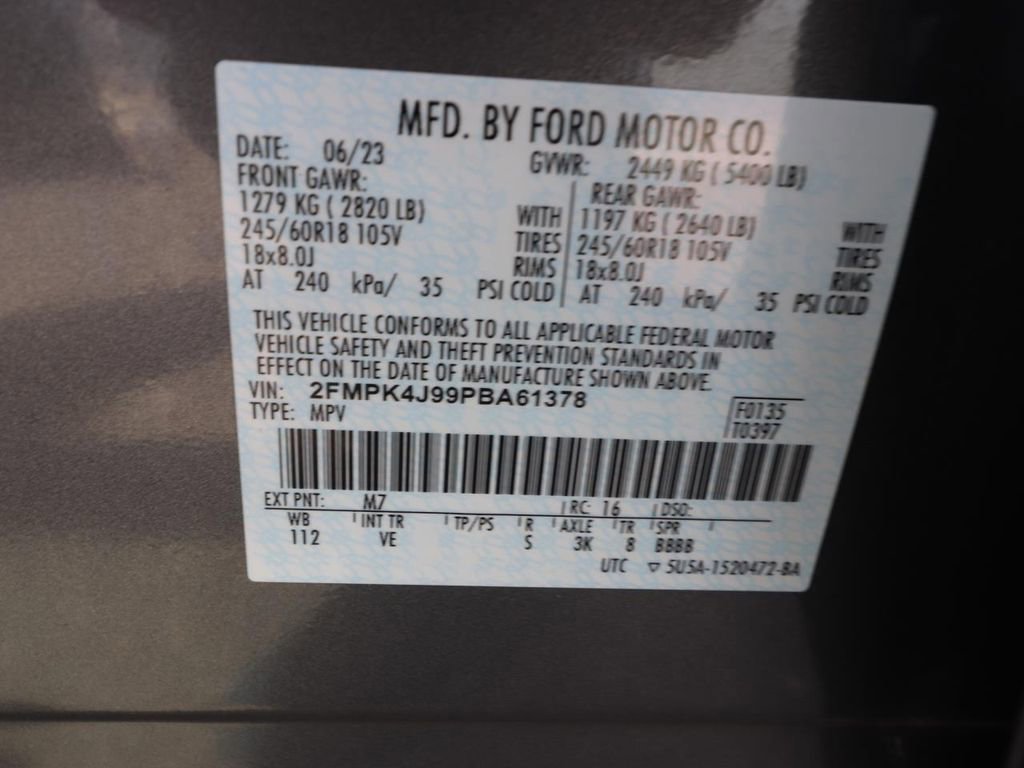 MFD. BY FORD MOTOR CO.
DATE: 06/23 GVWR: 2449 KG ( 5400 LB)
FRONT GAWR: REAR GAWR:
1279 KG ( 2820 LB) WITH 1197 KG ( 2640 LB) WITH
245/60R18 105V TIRES 245/60R18 105V TIRES
18x8.0J RIMS 18x8.0J RIMS
AT 240 kPa/ 35 PSI COLD AT 240 kPa/ 35 PSI COLD
THIS VEHICLE CONFORMS TO ALL APPLICABLE FEDERAL MOTOR
VEHICLE SAFETY AND THEFT PREVENTION STANDARDS IN
EFFECT ON THE DATE OF MANUFACTURE SHOWN ABOVE.
VIN: 2FMPK4J99PBA61378 F0135
TYPE: MPV T0397
EXT PNT: M7 RC: 16 DSO:
WB INT TR TP/PS R AXLE TR SPR
112 VE S 3K 8 BBBB
UTC ▽ 5U5A-1520472-BA